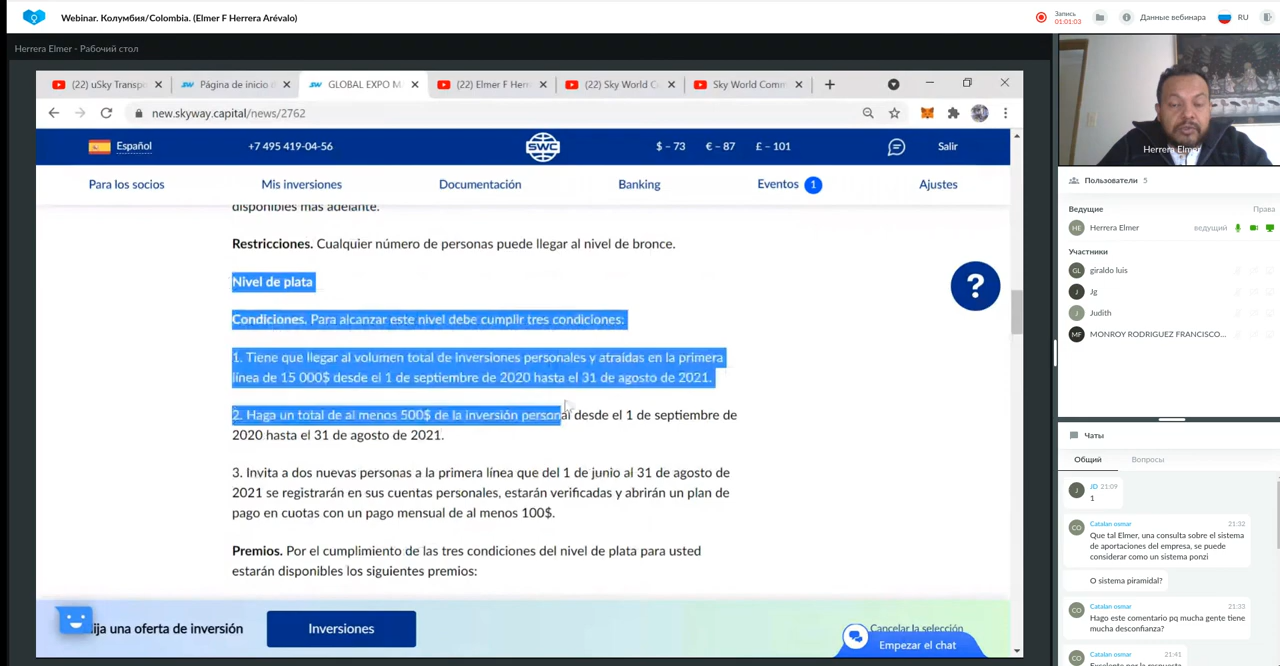 Webinar. Колумбия/Colombia. (Elmer F Herrera Arévalo)
Запись
01:01:03
Данные вебинара
RU
Herrera Elmer - Рабочий стол
(22) uSky Transpo
Página de inicio d
GLOBAL EXPO M
(22) Elmer F Herr
(22) Sky World C
Sky World Comm
new.skyway.capital/news/2762
Español
+7 495 419-04-56
SWC
$ – 73
€ – 87
£ – 101
Salir
Para los socios
Mis inversiones
Documentación
Banking
Eventos 1
Ajustes
disponibles más adelante.
Restricciones. Cualquier número de personas puede llegar al nivel de bronce.
Nivel de plata
Condiciones. Para alcanzar este nivel debe cumplir tres condiciones:
1. Tiene que llegar al volumen total de inversiones personales y atraídas en la primera
línea de 15 000$ desde el 1 de septiembre de 2020 hasta el 31 de agosto de 2021.
2. Haga un total de al menos 500$ de la inversión personal desde el 1 de septiembre de
2020 hasta el 31 de agosto de 2021.
3. Invita a dos nuevas personas a la primera línea que del 1 de junio al 31 de agosto de
2021 se registrarán en sus cuentas personales, estarán verificadas y abrirán un plan de
pago en cuotas con un pago mensual de al menos 100$.
Premios. Por el cumplimiento de las tres condiciones del nivel de plata para usted
estarán disponibles los siguientes premios:
?
ija una oferta de inversión
Inversiones
Cancelar la selección
Empezar el chat
Herrera Elmer
Пользователи 5
Ведущие
Права
HE
Herrera Elmer
ведущий
Участники
GL
giraldo luis
J
Jg
J
Judith
MF
MONROY RODRIGUEZ FRANCISCO...
Чаты
Общий
Вопросы
J
JD 21:09
1
CO
Catalan osmar
21:32
Que tal Elmer, una consulta sobre el sistema
de aportaciones del empresa, se puede
considerar como un sistema ponzi
O sistema piramidal?
CO
Catalan osmar
21:33
Hago este comentario pq mucha gente tiene
mucha desconfianza?
CO
Catalan osmar
21:41
Excelente por la respuesta